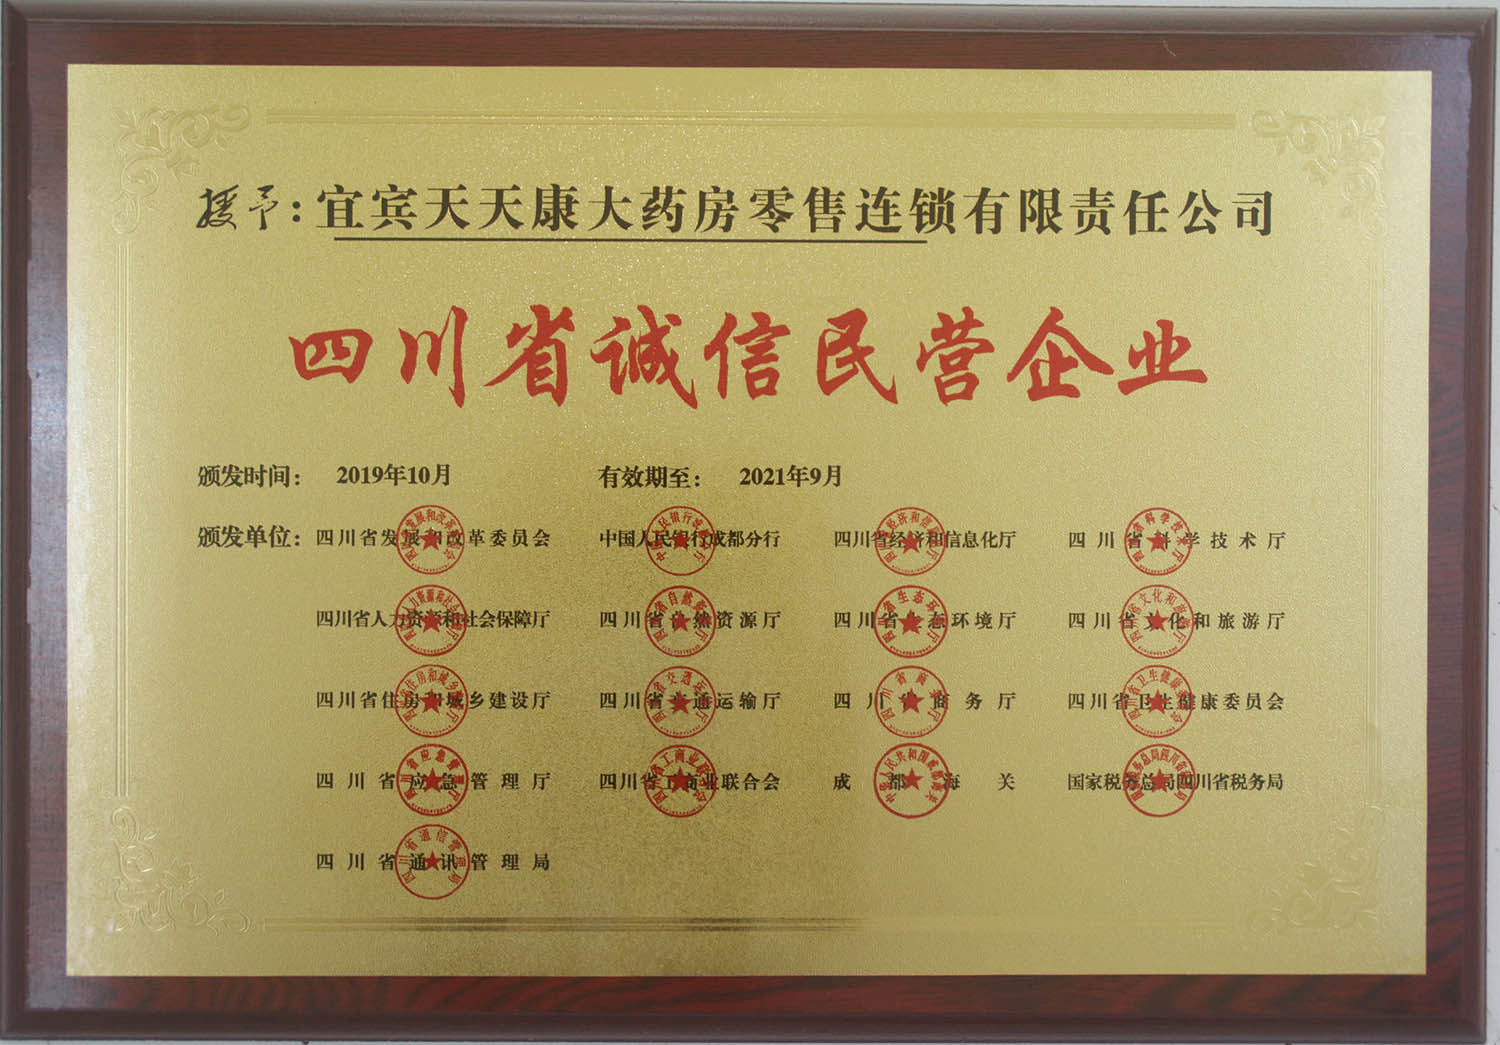 授予：宜宾天天康大药房零售连锁有限责任公司
四川省诚信民营企业
颁发时间： 2019年10月 有效期至： 2021年9月
颁发单位： 四川省发展和改革委员会 中国人民银行成都分行 四川省经济和信息化厅 四川省科学技术厅
四川省人力资源和社会保障厅 四川省自然资源厅 四川省生态环境厅 四川省文化和旅游厅
四川省住房和城乡建设厅 四川省交通运输厅 四川省商务厅 四川省卫生健康委员会
四川省应急管理厅 四川省工商业联合会 成都海关 国家税务总局四川省税务局
四川省通讯管理局